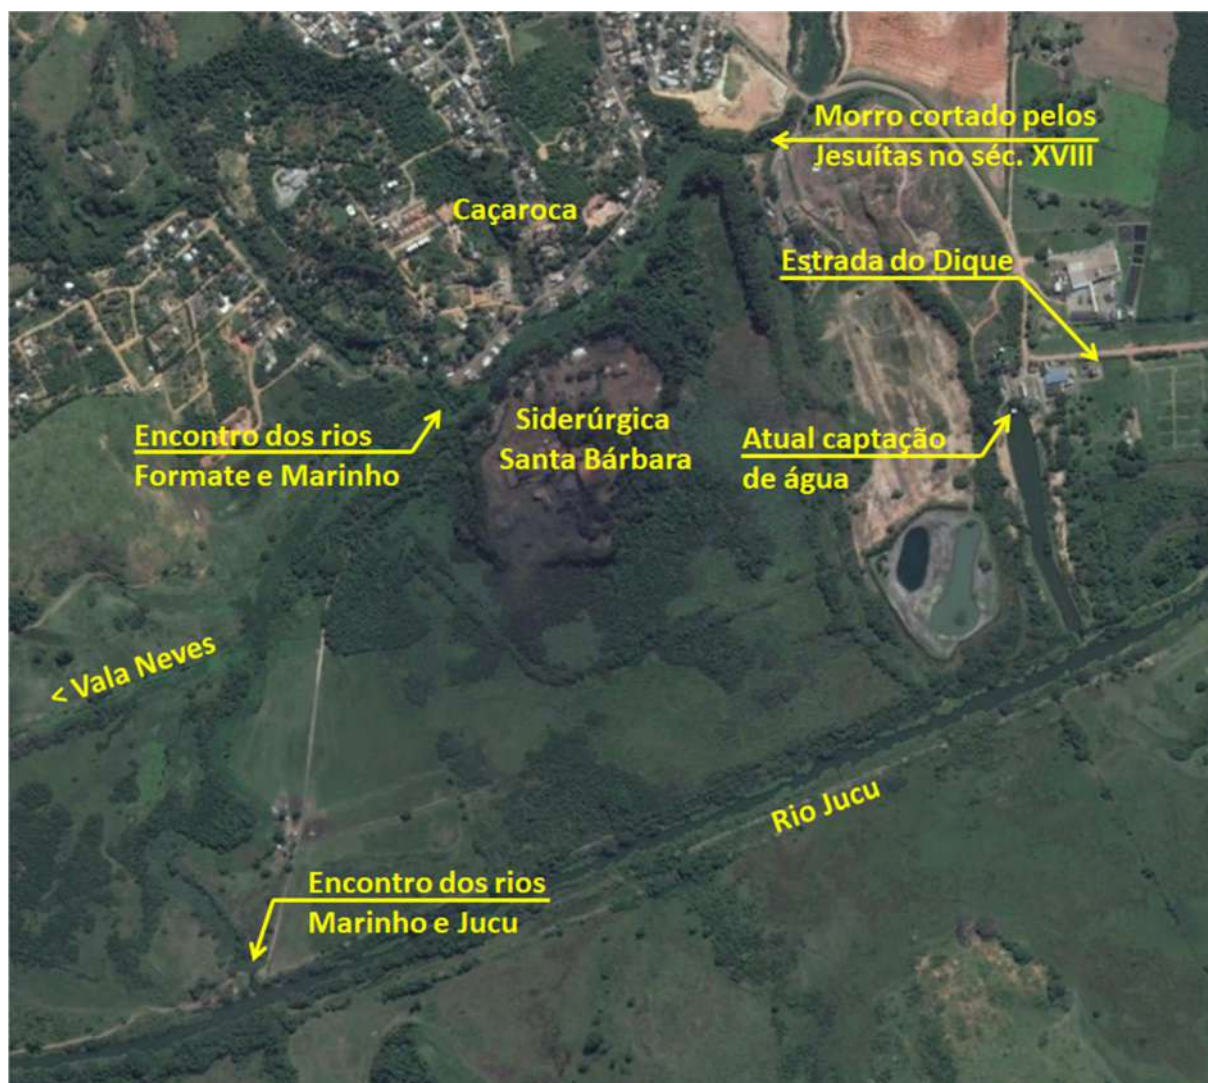 Morro cortado pelos
Jesuítas no séc. XVIII
Caçaroca
Estrada do Dique
Siderúrgica
Santa Bárbara
Encontro dos rios
Formate e Marinho
Atual captação
de água
< Vala Neves
Rio Jucu
Encontro dos rios
Marinho e Jucu